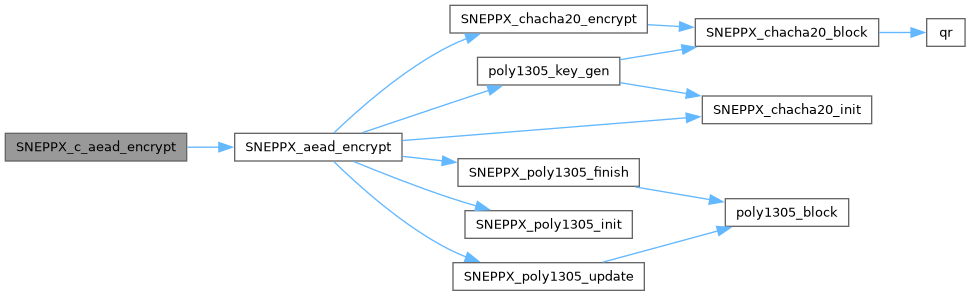 SNEPPX_c_aead_encrypt
SNEPPX_aead_encrypt
SNEPPX_chacha20_encrypt
poly1305_key_gen
SNEPPX_chacha20_block
qr
SNEPPX_chacha20_init
SNEPPX_poly1305_finish
SNEPPX_poly1305_init
SNEPPX_poly1305_update
poly1305_block